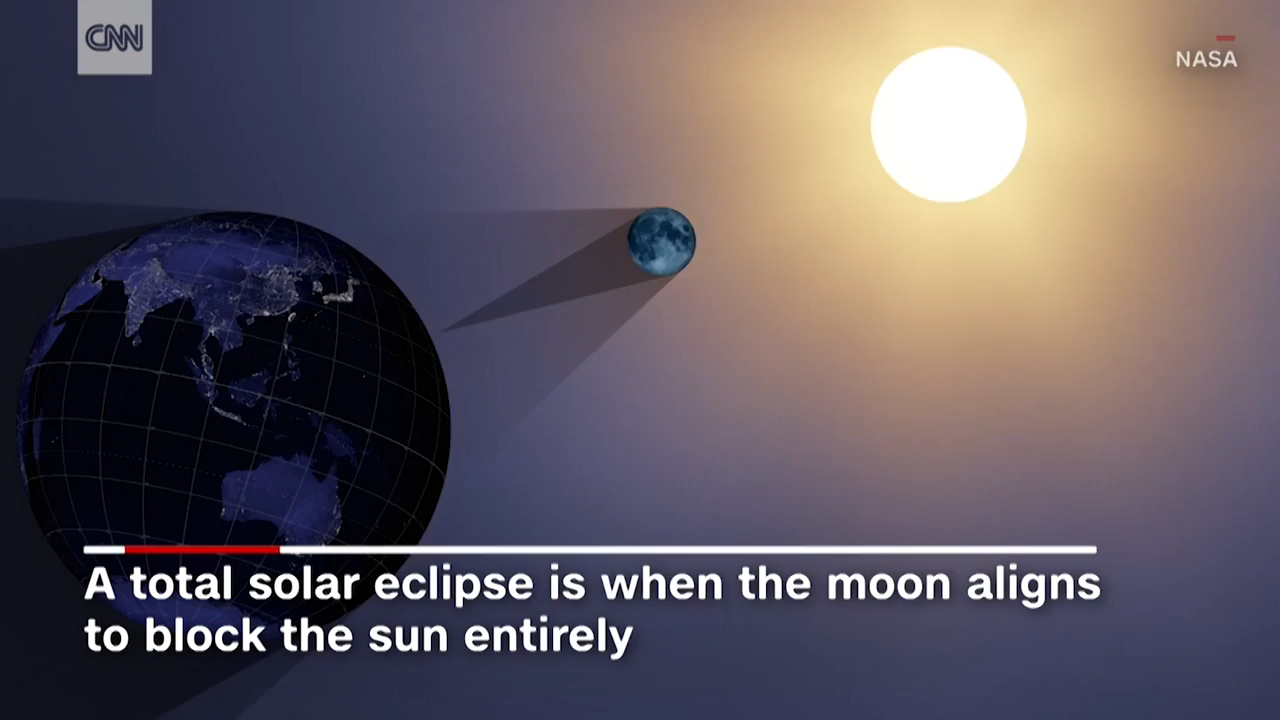 CNN
NASA
A total solar eclipse is when the moon aligns
to block the sun entirely